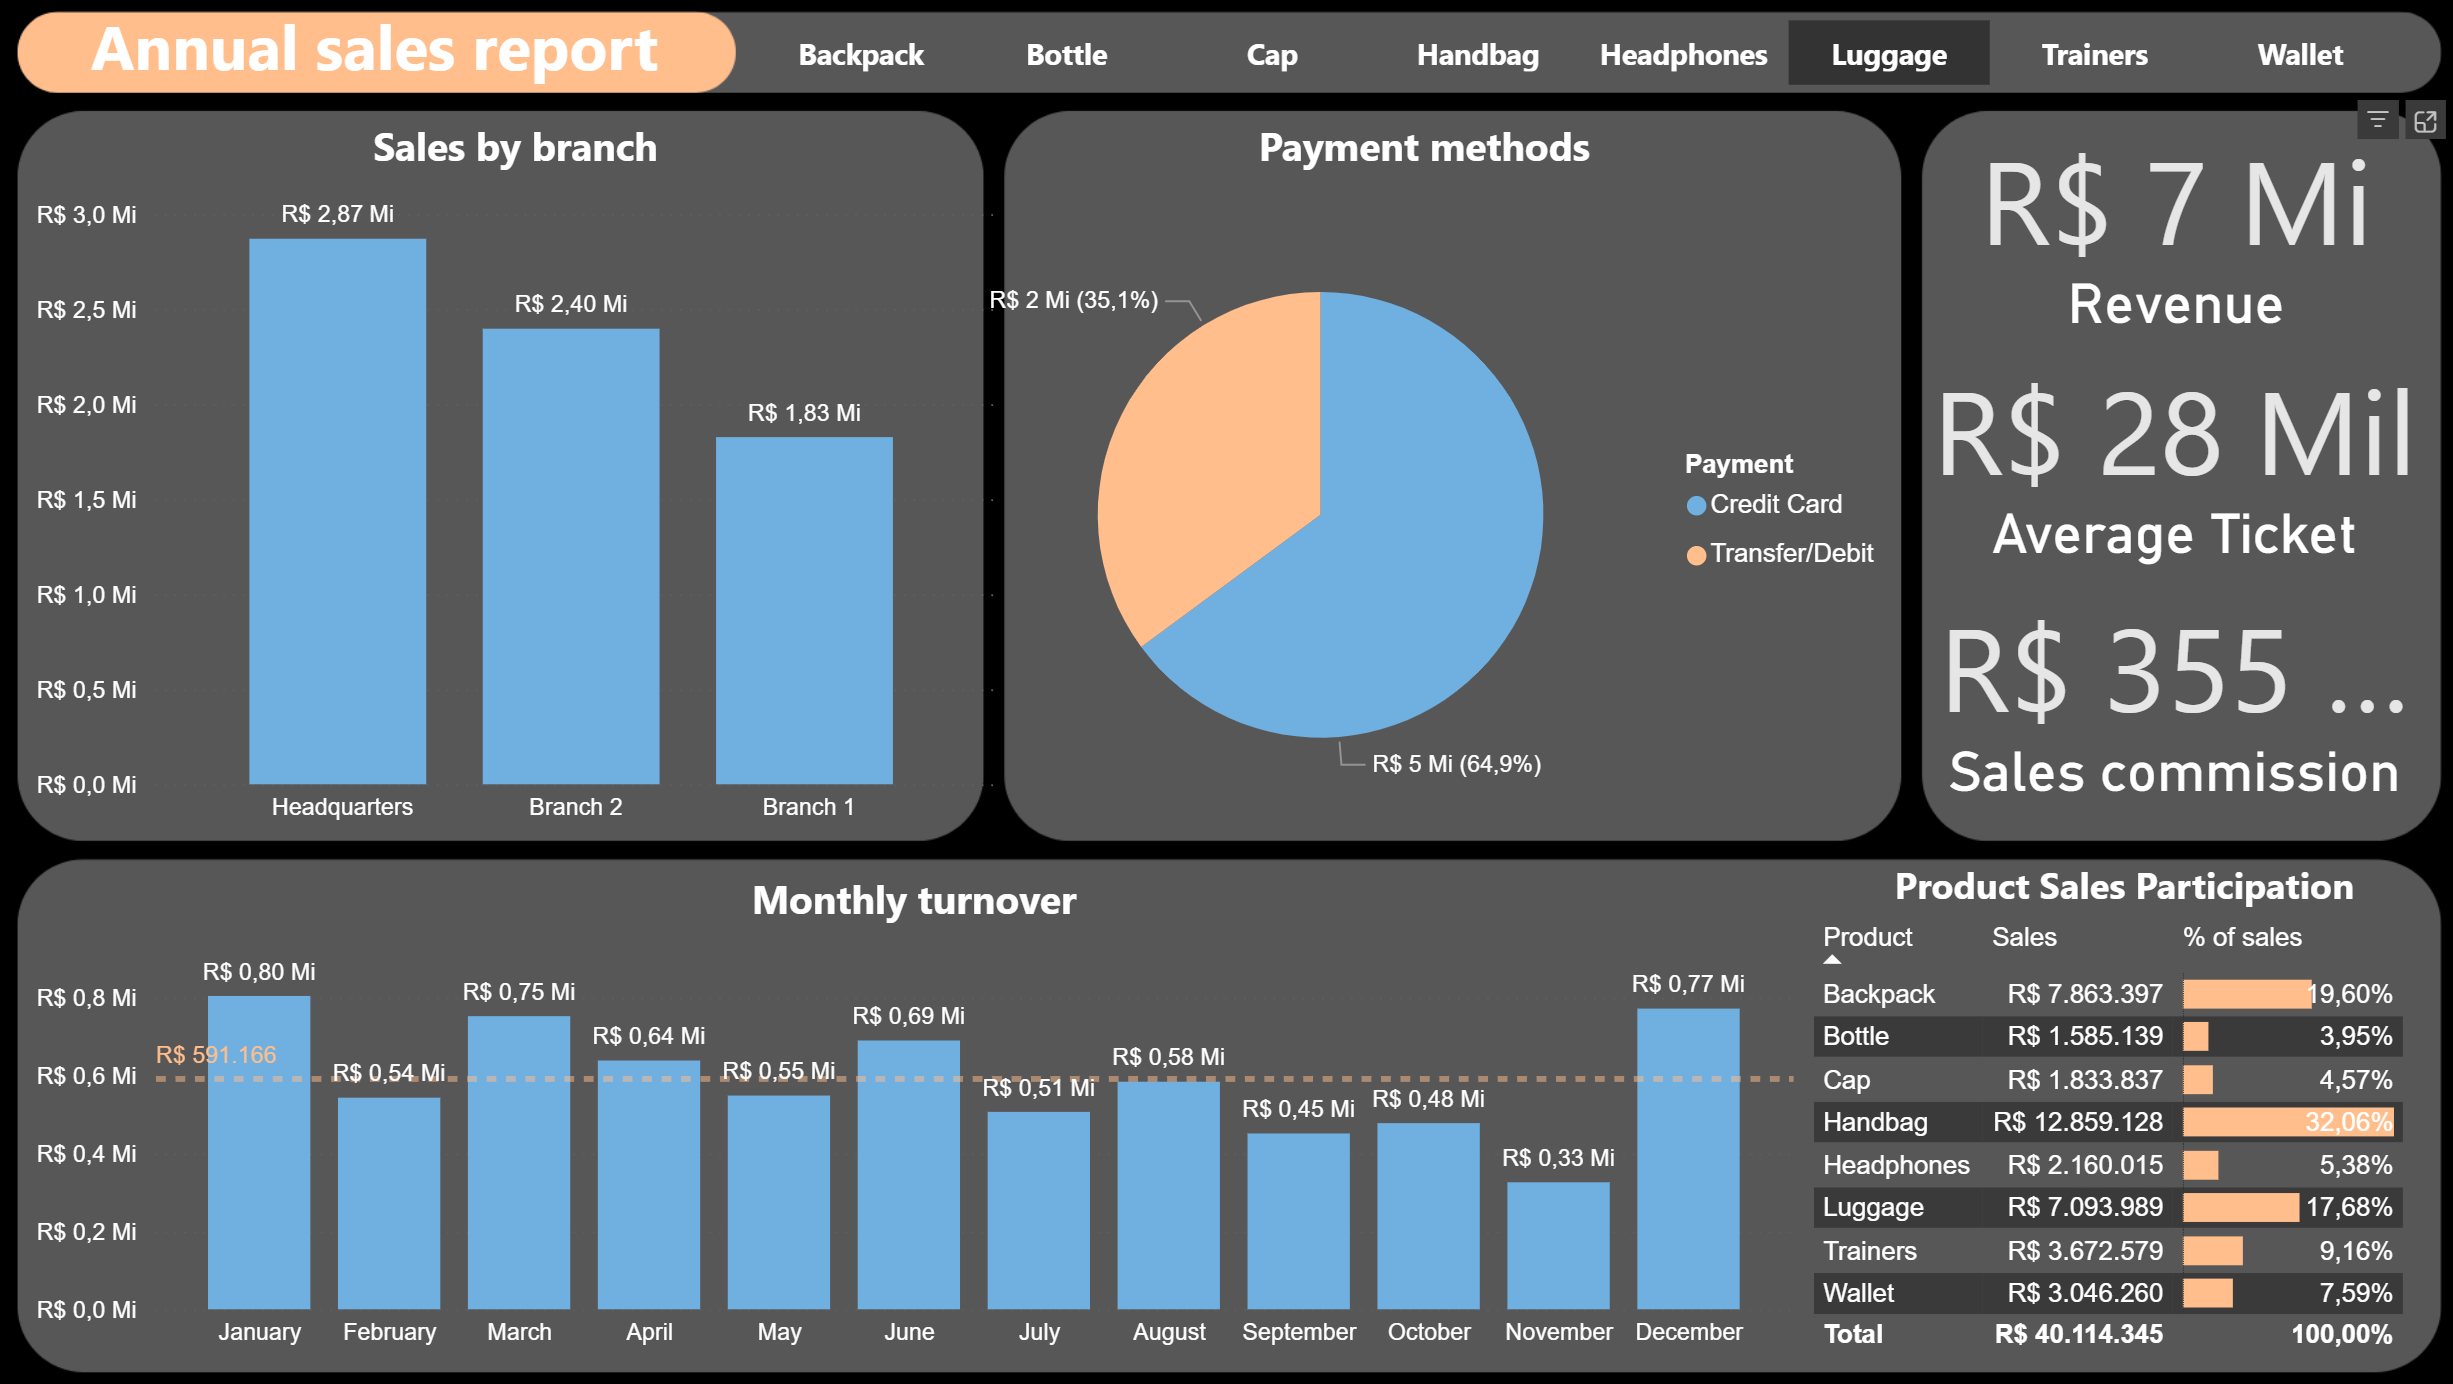 Annual sales report
Backpack Bottle Cap Handbag Headphones Luggage Trainers Wallet
Sales by branch
R$ 3,0 Mi
R$ 2,5 Mi
R$ 2,0 Mi
R$ 1,5 Mi
R$ 1,0 Mi
R$ 0,5 Mi
R$ 0,0 Mi
R$ 2,87 Mi
R$ 2,40 Mi
R$ 1,83 Mi
Headquarters Branch 2 Branch 1
Payment methods
R$ 2 Mi (35,1%)
R$ 5 Mi (64,9%)
Payment
Credit Card
Transfer/Debit
R$ 7 Mi
Revenue
R$ 28 Mil
Average Ticket
R$ 355 ...
Sales commission
Monthly turnover
R$ 0,8 Mi
R$ 0,6 Mi
R$ 0,4 Mi
R$ 0,2 Mi
R$ 0,0 Mi
R$ 591.166
R$ 0,80 Mi
R$ 0,54 Mi
R$ 0,75 Mi
R$ 0,64 Mi
R$ 0,55 Mi
R$ 0,69 Mi
R$ 0,51 Mi
R$ 0,58 Mi
R$ 0,45 Mi
R$ 0,48 Mi
R$ 0,33 Mi
R$ 0,77 Mi
January February March April May June July August September October November December
Product Sales Participation
Product Sales % of sales
Backpack R$ 7.863.397 19,60%
Bottle R$ 1.585.139 3,95%
Cap R$ 1.833.837 4,57%
Handbag R$ 12.859.128 32,06%
Headphones R$ 2.160.015 5,38%
Luggage R$ 7.093.989 17,68%
Trainers R$ 3.672.579 9,16%
Wallet R$ 3.046.260 7,59%
Total R$ 40.114.345 100,00%